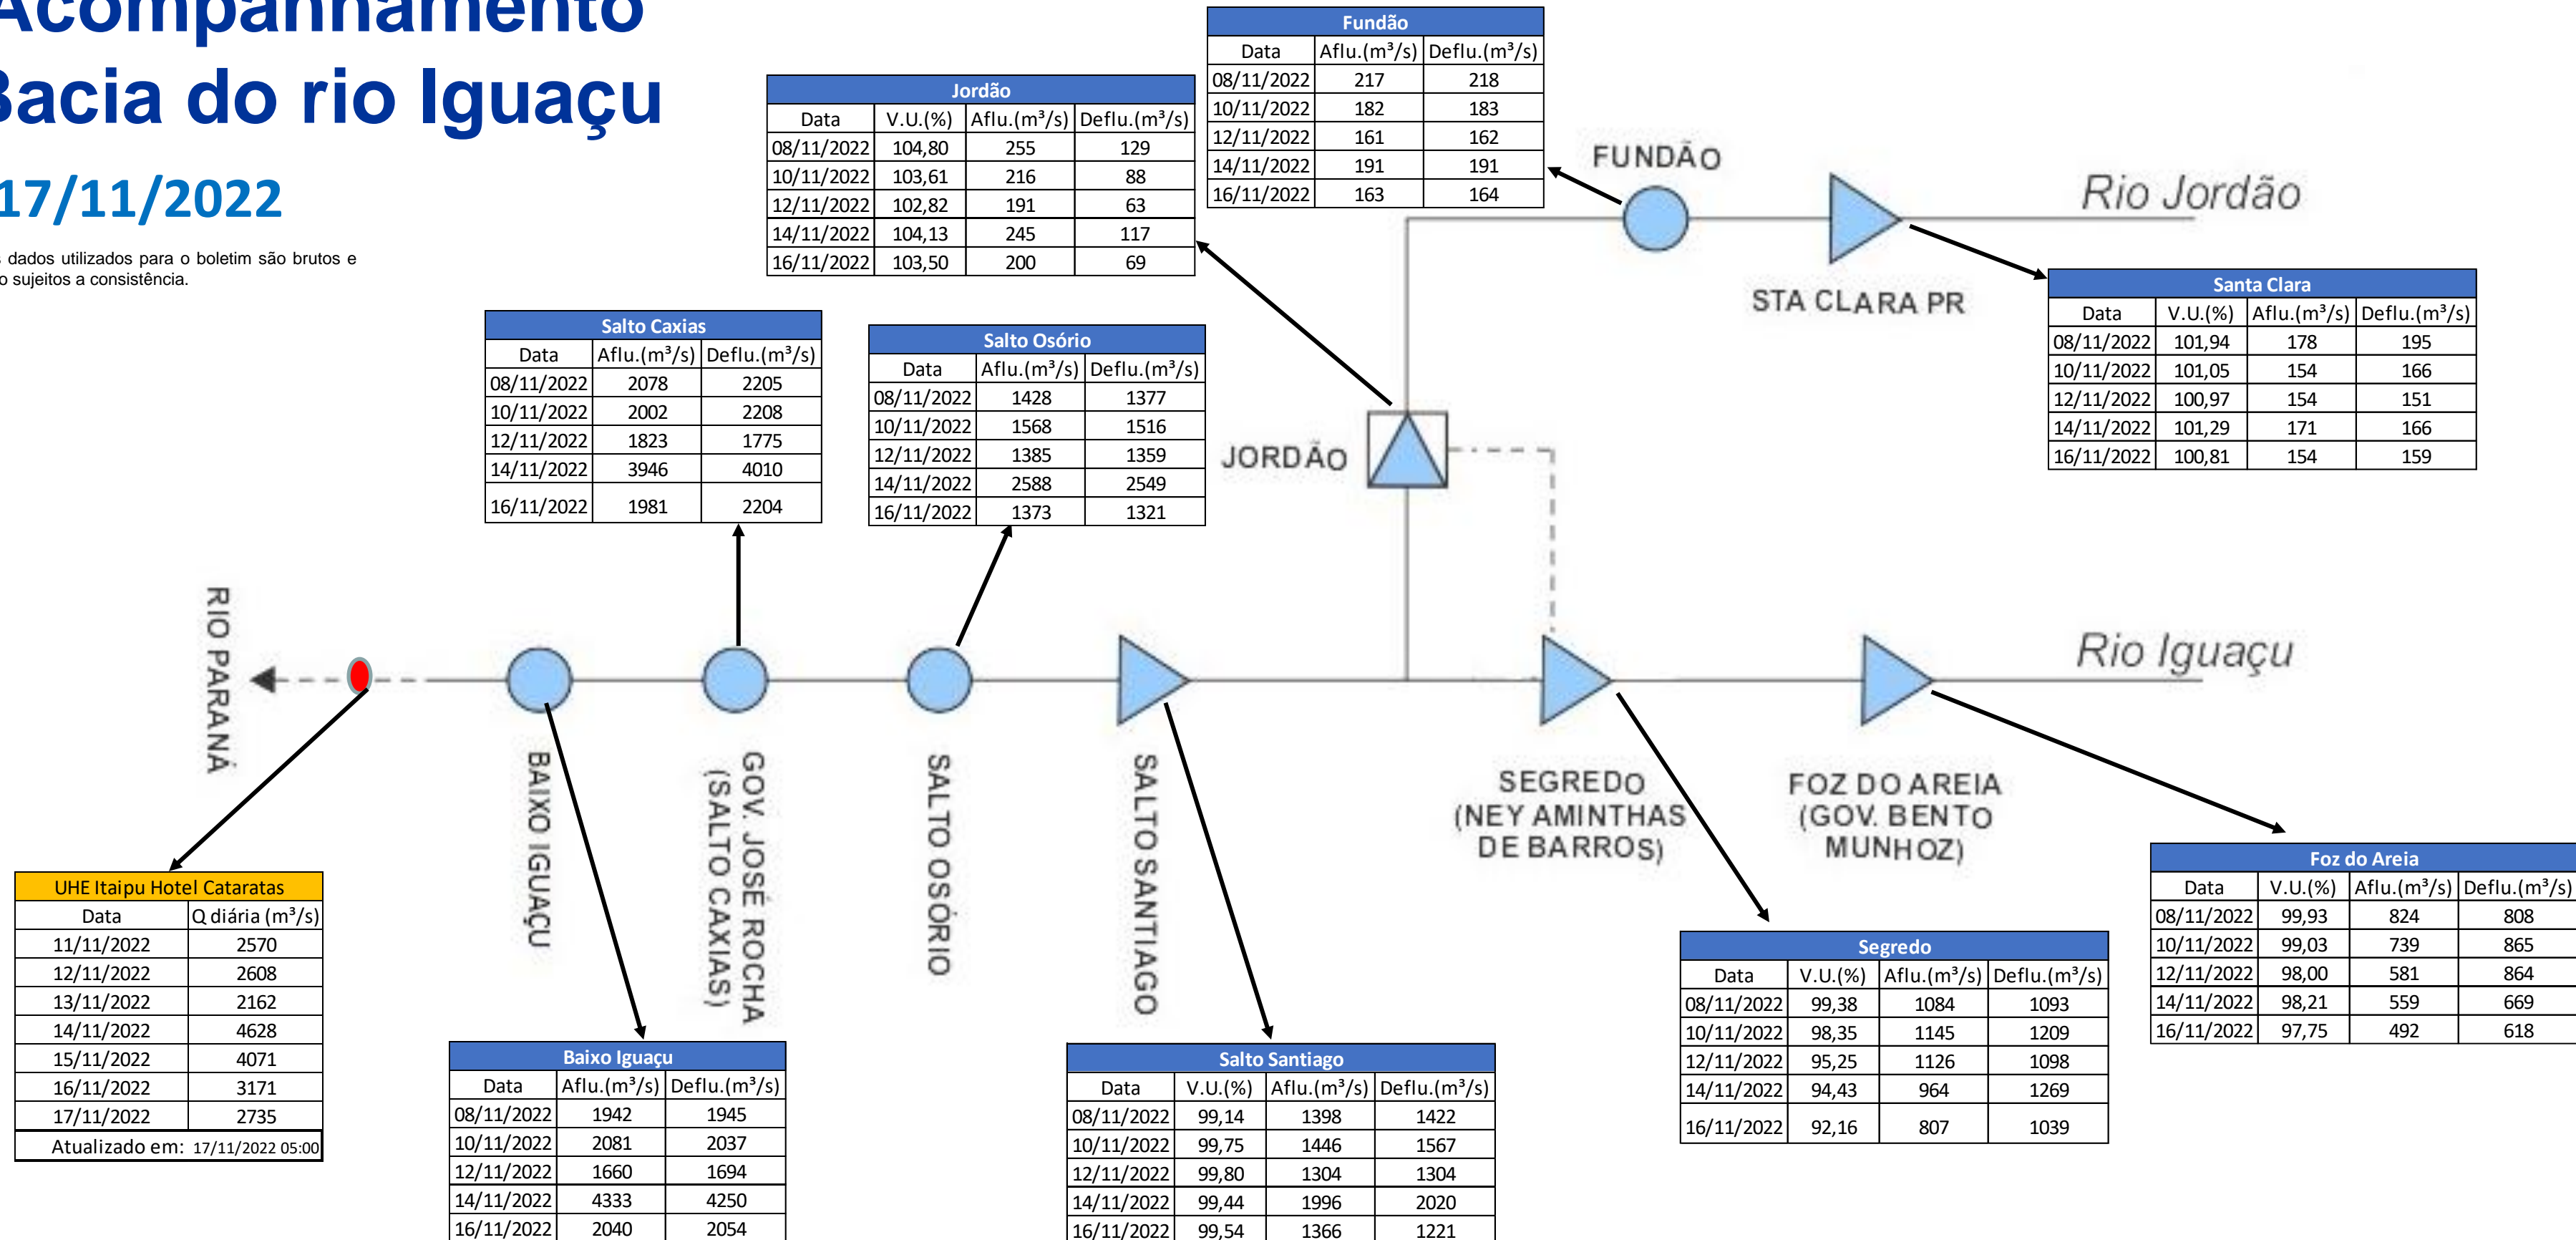 Acompanhamento
Bacia do rio Iguaçu
17/11/2022
s dados utilizados para o boletim são brutos e
o sujeitos a consistência.
Fundão
Data Aflu.(m³/s) Deflu.(m³/s)
08/11/2022 217 218
10/11/2022 182 183
12/11/2022 161 162
14/11/2022 191 191
16/11/2022 163 164
Jordão
Data V.U.(%) Aflu.(m³/s) Deflu.(m³/s)
08/11/2022 104,80 255 129
10/11/2022 103,61 216 88
12/11/2022 102,82 191 63
14/11/2022 104,13 245 117
16/11/2022 103,50 200 69
FUNDÃO
Rio Jordão
STA CLARA PR
Santa Clara
Data V.U.(%) Aflu.(m³/s) Deflu.(m³/s)
08/11/2022 101,94 178 195
10/11/2022 101,05 154 166
12/11/2022 100,97 154 151
14/11/2022 101,29 171 166
16/11/2022 100,81 154 159
Salto Caxias
Data Aflu.(m³/s) Deflu.(m³/s)
08/11/2022 2078 2205
10/11/2022 2002 2208
12/11/2022 1823 1775
14/11/2022 3946 4010
16/11/2022 1981 2204
Salto Osório
Data Aflu.(m³/s) Deflu.(m³/s)
08/11/2022 1428 1377
10/11/2022 1568 1516
12/11/2022 1385 1359
14/11/2022 2588 2549
16/11/2022 1373 1321
JORDÃO
RIO PARANÁ
Rio Iguaçu
BAIXO IGUAÇU
GOV. JOSÉ ROCHA
(SALTO CAXIAS)
SALTO OSÓRIO
SALTO SANTIAGO
SEGREDO
(NEY AMINTHAS
DE BARROS)
FOZ DO AREIA
(GOV. BENTO
MUNHOZ)
UHE Itaipu Hotel Cataratas
Data Q diária (m³/s)
11/11/2022 2570
12/11/2022 2608
13/11/2022 2162
14/11/2022 4628
15/11/2022 4071
16/11/2022 3171
17/11/2022 2735
Atualizado em: 17/11/2022 05:00
Baixo Iguaçu
Data Aflu.(m³/s) Deflu.(m³/s)
08/11/2022 1942 1945
10/11/2022 2081 2037
12/11/2022 1660 1694
14/11/2022 4333 4250
16/11/2022 2040 2054
Salto Santiago
Data V.U.(%) Aflu.(m³/s) Deflu.(m³/s)
08/11/2022 99,14 1398 1422
10/11/2022 99,75 1446 1567
12/11/2022 99,80 1304 1304
14/11/2022 99,44 1996 2020
16/11/2022 99,54 1366 1221
Segredo
Data V.U.(%) Aflu.(m³/s) Deflu.(m³/s)
08/11/2022 99,38 1084 1093
10/11/2022 98,35 1145 1209
12/11/2022 95,25 1126 1098
14/11/2022 94,43 964 1269
16/11/2022 92,16 807 1039
Foz do Areia
Data V.U.(%) Aflu.(m³/s) Deflu.(m³/s)
08/11/2022 99,93 824 808
10/11/2022 99,03 739 865
12/11/2022 98,00 581 864
14/11/2022 98,21 559 669
16/11/2022 97,75 492 618